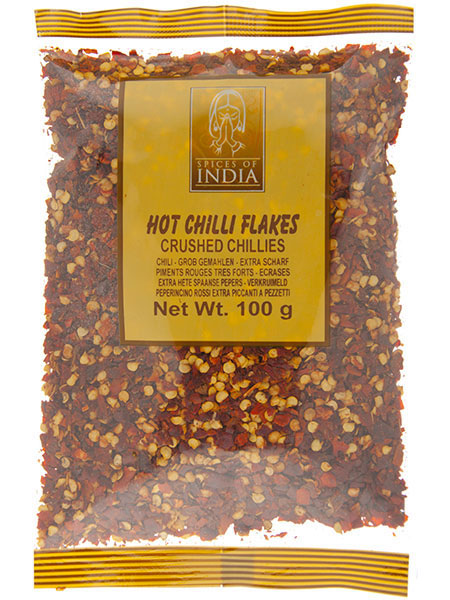 SPICES OF
INDIA
HOT CHILLI FLAKES
CRUSHED CHILLIES
CHILI - GROB GEMAHLEN - EXTRA SCHARF
PIMENTS ROUGES TRES FORTS - ECRASES
EXTRA HETE SPAANSE PEPERS - VERKRUIMELD
PEPERINCINO ROSSI EXTRA PICCANTI A PEZZETTI
Net Wt. 100 g